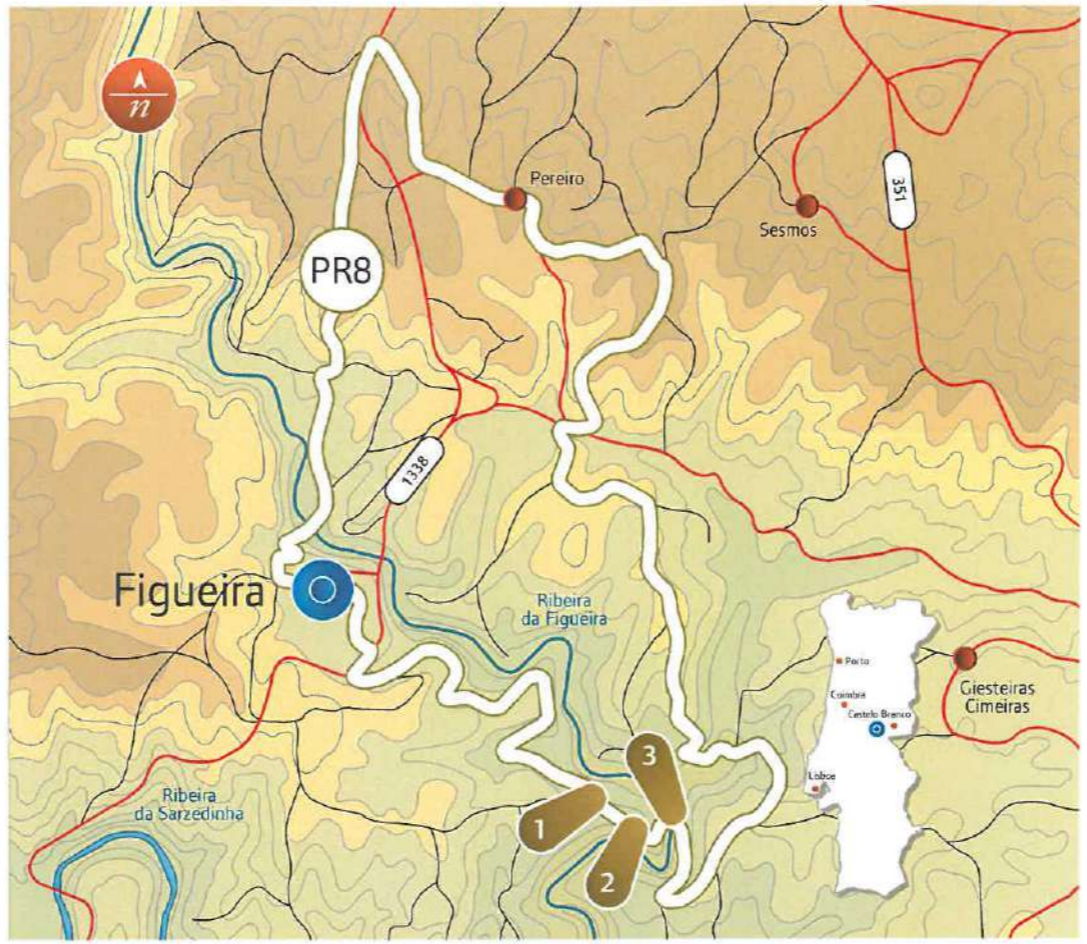 n
Pereiro
351
Sesmos
PR8
1338
Figueira
Ribeira
da Figueira
Porto
Coimbra
Castelo Branco
Lisboa
Giesteiras
Cimeiras
Ribeira
da Sarzedinha
3
1
2